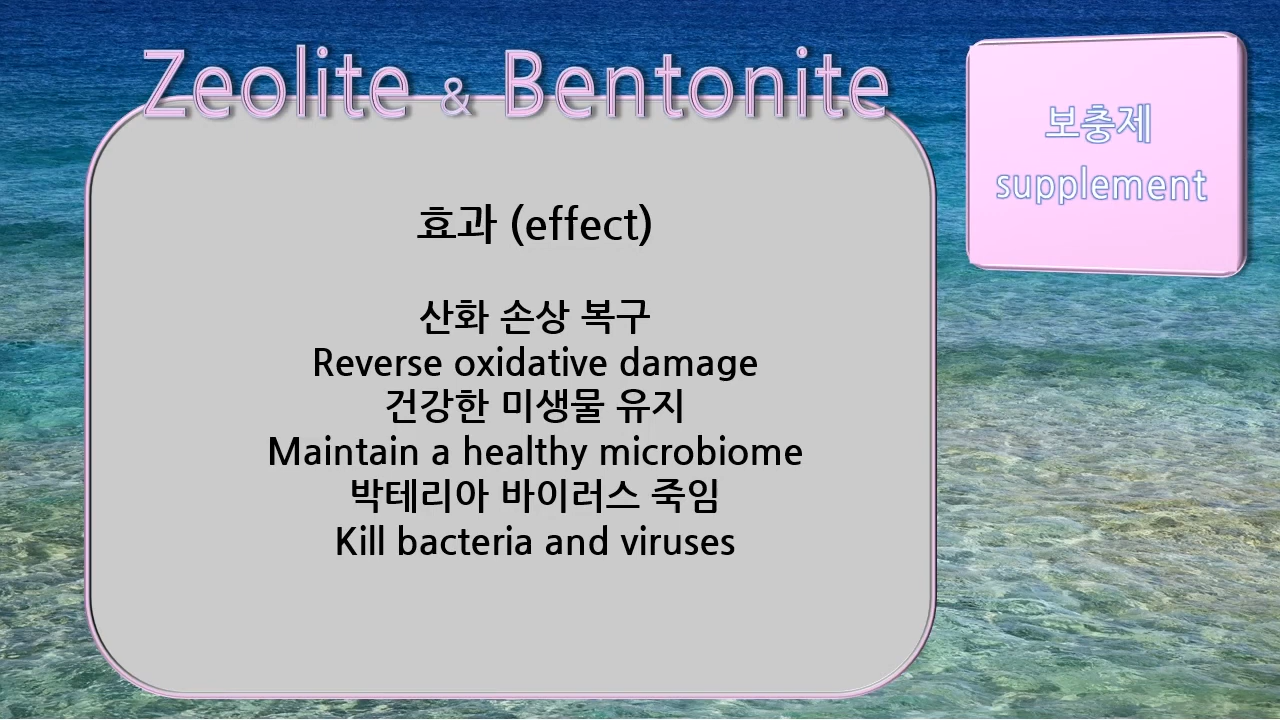 Zeolite & Bentonite
보충제
supplement
효과 (effect)
산화 손상 복구
Reverse oxidative damage
건강한 미생물 유지
Maintain a healthy microbiome
박테리아 바이러스 죽임
Kill bacteria and viruses